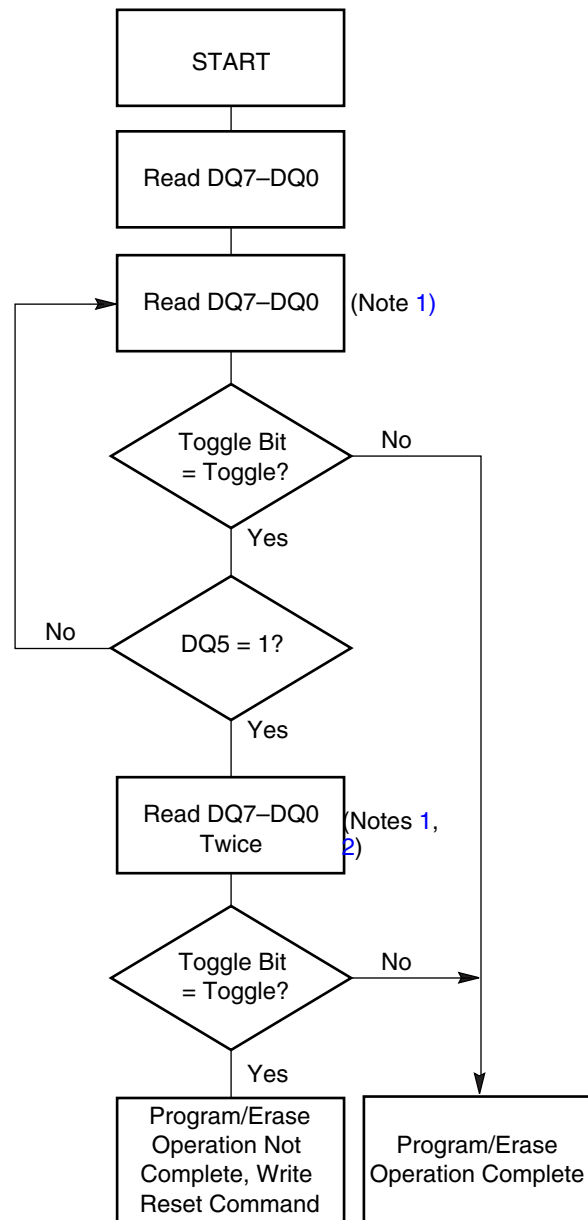 START
Read DQ7–DQ0
Read DQ7–DQ0
(Note 1)
Toggle Bit
= Toggle?
No
Yes
No
DQ5 = 1?
Yes
Read DQ7–DQ0
Twice
(Notes 1,
2)
Toggle Bit
= Toggle?
No
Yes
Program/Erase
Operation Not
Complete, Write
Reset Command
Program/Erase
Operation Complete